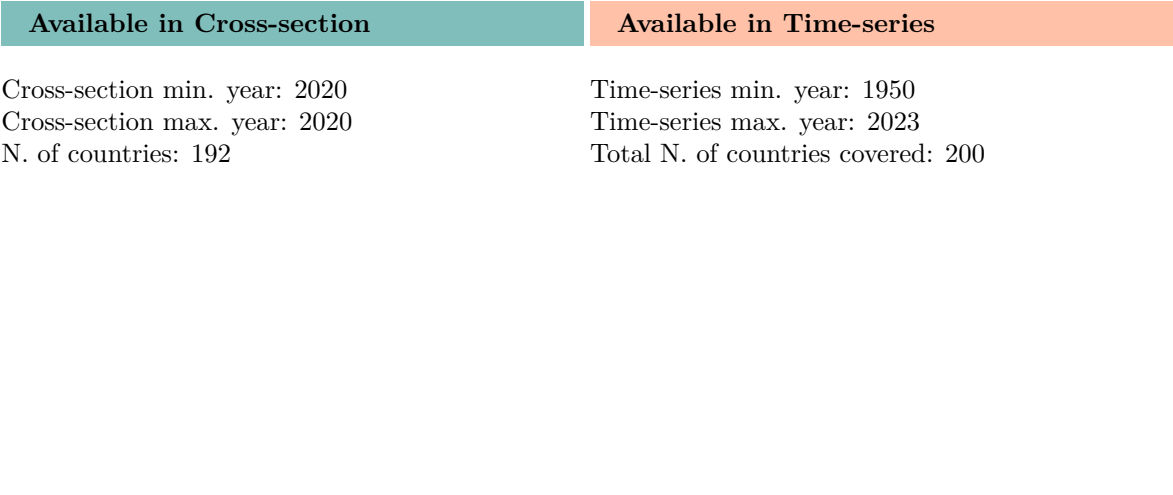 Available in Cross-section
Cross-section min. year: 2020
Cross-section max. year: 2020
N. of countries: 192
Available in Time-series
Time-series min. year: 1950
Time-series max. year: 2023
Total N. of countries covered: 200